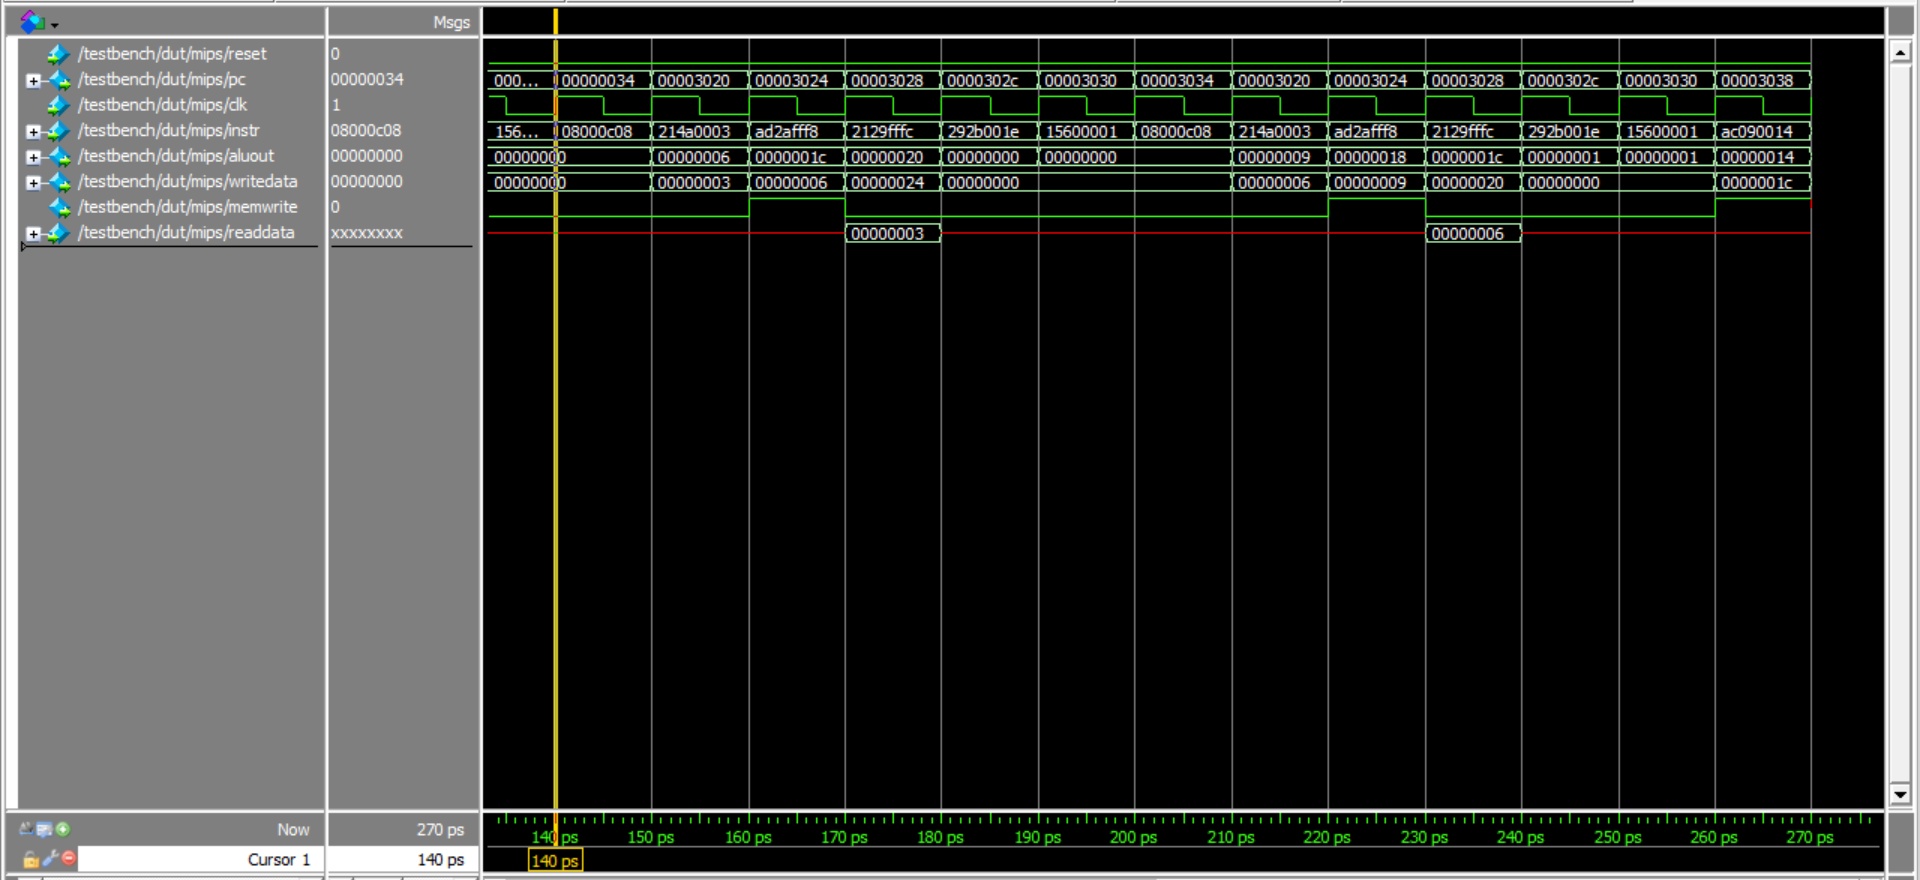 Msgs
/testbench/dut/mips/reset 0
/testbench/dut/mips/pc 00000034 000... 00000034 00003020 00003024 00003028 0000302c 00003030 00003034 00003020 00003024 00003028 0000302c 00003030 00003038
/testbench/dut/mips/clk 1
/testbench/dut/mips/instr 08000c08 156... 08000c08 214a0003 ad2afff8 2129fffc 292b001e 15600001 08000c08 214a0003 ad2afff8 2129fffc 292b001e 15600001 ac090014
/testbench/dut/mips/aluout 00000000 00000000 00000006 0000001c 00000020 00000000 00000000 00000009 00000018 0000001c 00000001 00000001 00000014
/testbench/dut/mips/writedata 00000000 00000000 00000003 00000006 00000024 00000000 00000006 00000009 00000020 00000000 0000001c
/testbench/dut/mips/memwrite 0
/testbench/dut/mips/readdata xxxxxxxx 00000003 00000006
Now 270 ps 140 ps 150 ps 160 ps 170 ps 180 ps 190 ps 200 ps 210 ps 220 ps 230 ps 240 ps 250 ps 260 ps 270 ps
Cursor 1 140 ps 140 ps